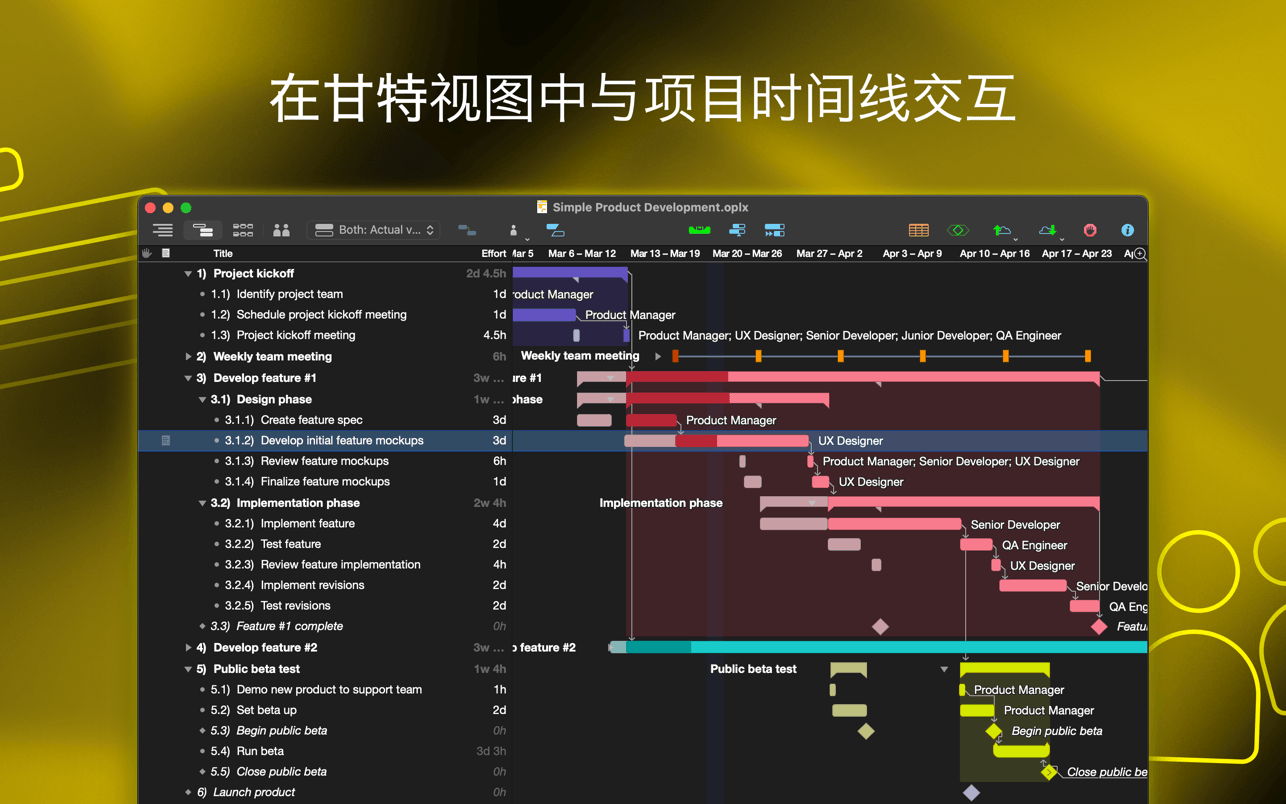 在甘特视图中与项目时间线交互
Simple Product Development.oplx
Both: Actual v...
Title Effort Mar 5 Mar 6 – Mar 12 Mar 13 – Mar 19 Mar 20 – Mar 26 Mar 27 – Apr 2 Apr 3 – Apr 9 Apr 10 – Apr 16 Apr 17 – Apr 23
1) Project kickoff 2d 4.5h
1.1) Identify project team 1d roduct Manager
1.2) Schedule project kickoff meeting 1d Product Manager
1.3) Project kickoff meeting 4.5h Product Manager; UX Designer; Senior Developer; Junior Developer; QA Engineer
2) Weekly team meeting 6h Weekly team meeting
3) Develop feature #1 3w ... ure #1
3.1) Design phase 1w ... phase
3.1.1) Create feature spec 3d Product Manager
3.1.2) Develop initial feature mockups 3d UX Designer
3.1.3) Review feature mockups 6h Product Manager; Senior Developer; UX Designer
3.1.4) Finalize feature mockups 1d UX Designer
3.2) Implementation phase 2w 4h Implementation phase
3.2.1) Implement feature 4d Senior Developer
3.2.2) Test feature 2d QA Engineer
3.2.3) Review feature implementation 4h UX Designer
3.2.4) Implement revisions 2d Senior Develo
3.2.5) Test revisions 2d QA Eng
3.3) Feature #1 complete 0h Featu
4) Develop feature #2 3w ... p feature #2
5) Public beta test 1w 4h Public beta test
5.1) Demo new product to support team 1h Product Manager
5.2) Set beta up 2d Product Manager
5.3) Begin public beta 0h Begin public beta
5.4) Run beta 3d 3h
5.5) Close public beta 0h Close public be
6) Launch product 0h